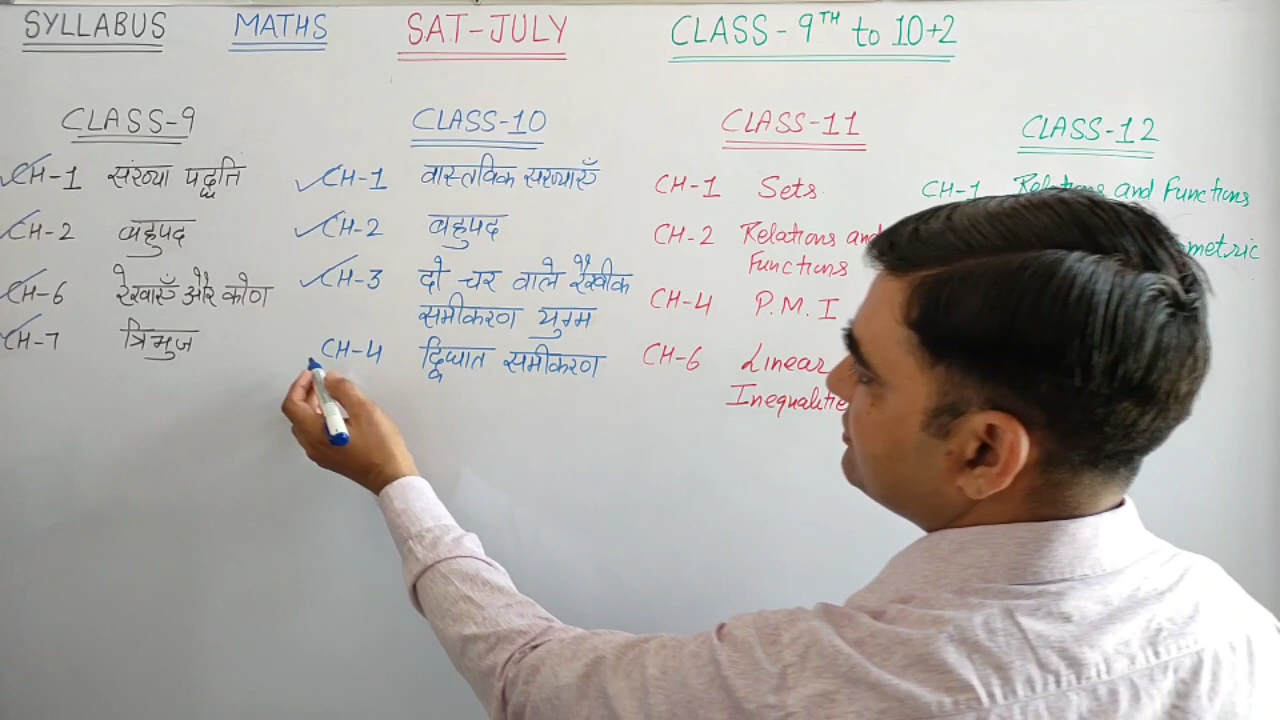 SYLLABUS MATHS SAT-JULY CLASS-9TH to 10+2
CLASS-9
CH-1 संख्या पद्धति
CH-2 बहुपद
CH-6 रेखाएँ और कोण
CH-7 त्रिभुज
CLASS-10
CH-1 वास्तविक संख्याएँ
CH-2 बहुपद
CH-3 दो चर वाले रैखीक
समीकरण युग्म
CH-4 द्विघात समीकरण
CLASS-11
CH-1 Sets
CH-2 Relations and
Functions
CH-4 P.M.I
CH-6 Linear
Inequalitie
CLASS-12
CH-1 Relations and Functions
metric